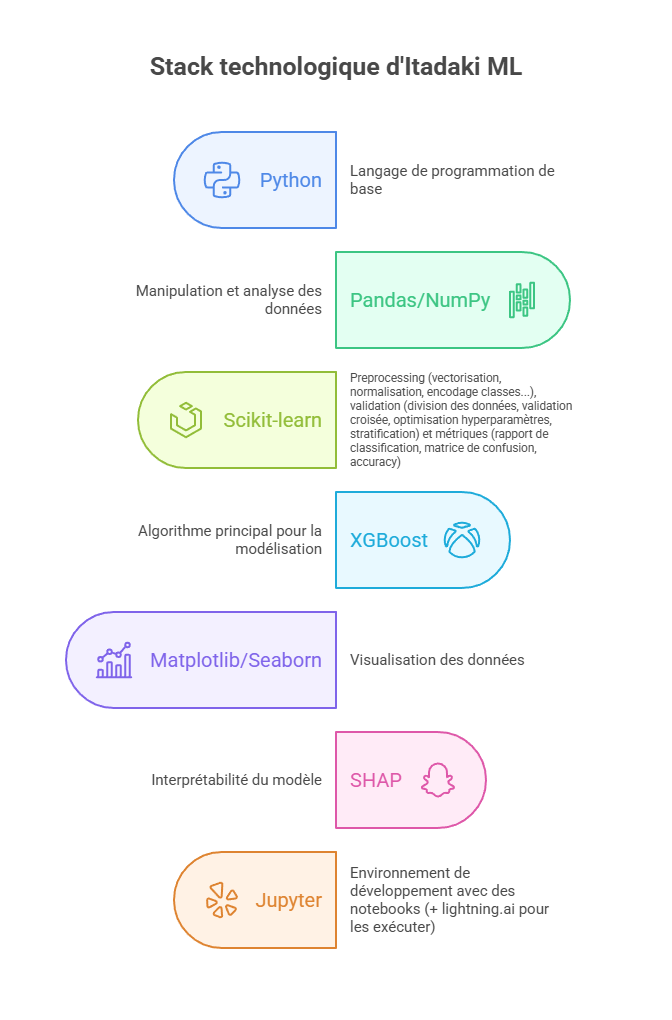 Stack technologique d'Itadaki ML
Python
Langage de programmation de
base
Manipulation et analyse des
données
Pandas/NumPy
Scikit-learn
Preprocessing (vectorisation,
normalisation, encodage classes...),
validation (division des données, validation
croisée, optimisation hyperparamètres,
stratification) et métriques (rapport de
classification, matrice de confusion,
accuracy)
Algorithme principal pour la
modélisation
XGBoost
Matplotlib/Seaborn
Visualisation des données
Interprétabilité du modèle
SHAP
Jupyter
Environnement de
développement avec des
notebooks (+ lightning.ai pour
les exécuter)